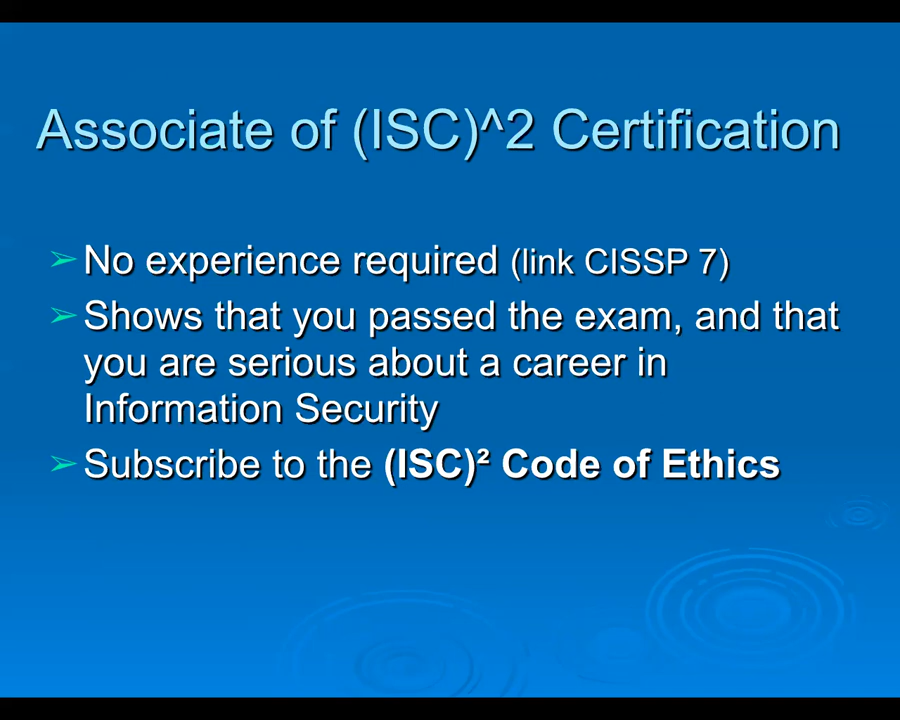 Associate of (ISC)^2 Certification
➢ No experience required (link CISSP 7)
➢ Shows that you passed the exam, and that
you are serious about a career in
Information Security
➢ Subscribe to the (ISC)² Code of Ethics